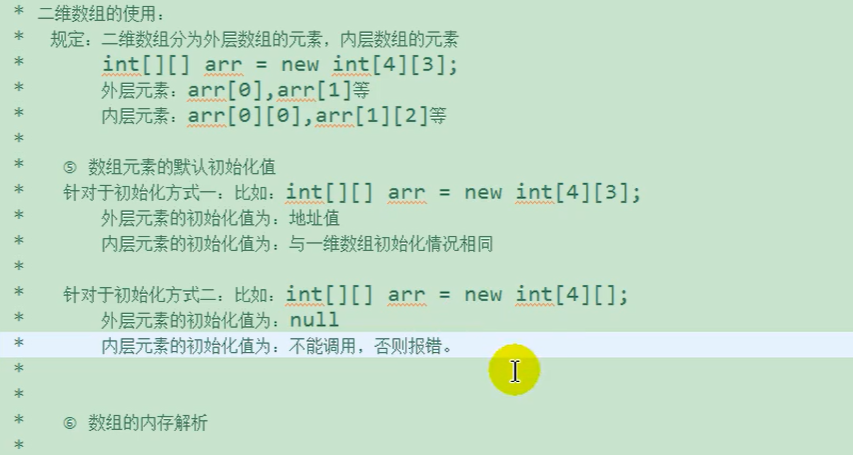 * 二维数组的使用：
* 规定：二维数组分为外层数组的元素，内层数组的元素
* int[][] arr = new int[4][3];
* 外层元素：arr[0],arr[1]等
* 内层元素：arr[0][0],arr[1][2]等
*
* ⑤ 数组元素的默认初始化值
* 针对于初始化方式一：比如：int[][] arr = new int[4][3];
* 外层元素的初始化值为：地址值
* 内层元素的初始化值为：与一维数组初始化情况相同
*
* 针对于初始化方式二：比如：int[][] arr = new int[4][];
* 外层元素的初始化值为：null
* 内层元素的初始化值为：不能调用，否则报错。
*
*
* ⑥ 数组的内存解析
*